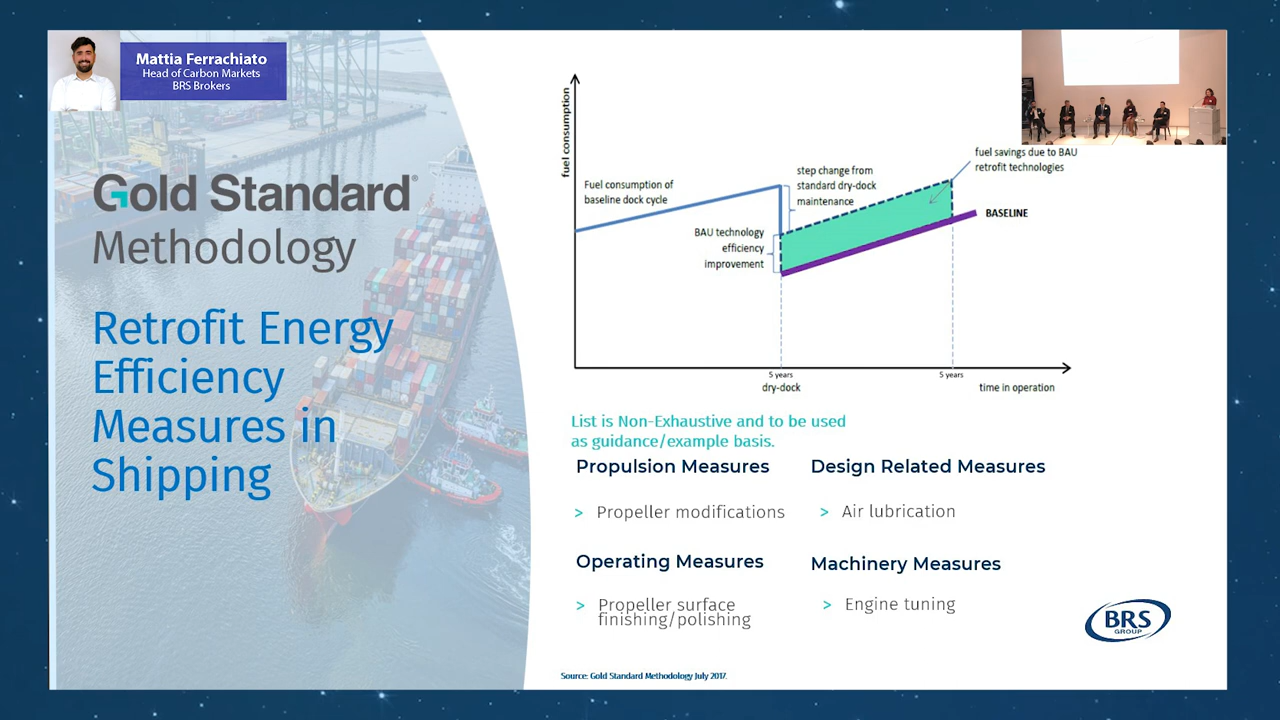 Mattia Ferrachiato
Head of Carbon Markets
BRS Brokers
Gold Standard®
Methodology
Retrofit Energy
Efficiency
Measures in
Shipping
fuel consumption
Fuel consumption of
baseline dock cycle
step change from
standard dry-dock
maintenance
fuel savings due to BAU
retrofit technologies
BAU technology
efficiency
improvement
BASELINE
5 years
dry-dock
5 years
time in operation
List is Non-Exhaustive and to be used
as guidance/example basis.
Propulsion Measures
> Propeller modifications
Design Related Measures
> Air lubrication
Operating Measures
> Propeller surface
finishing/polishing
Machinery Measures
> Engine tuning
BRS
GROUP
Source: Gold Standard Methodology July 2017.